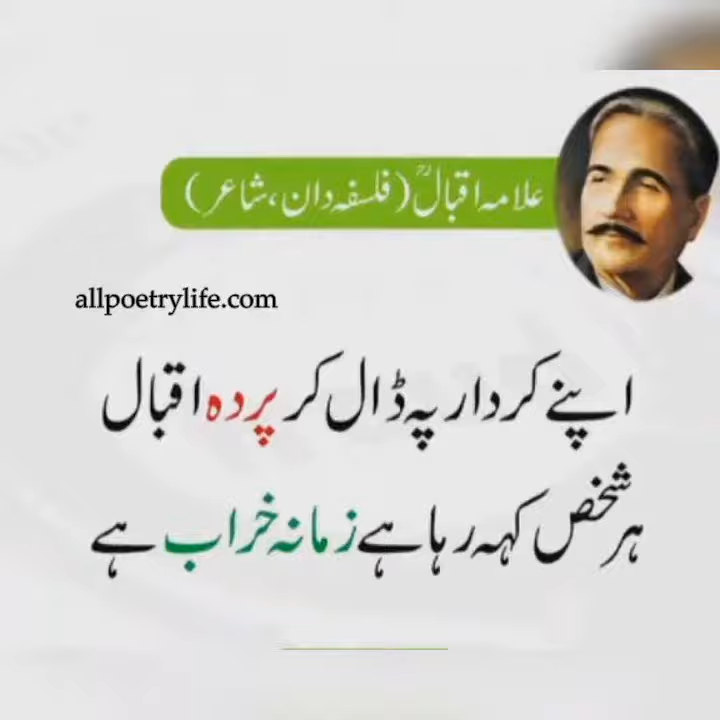 علامہ اقبالؒ (فلسفہ دان، شاعر)
allpoetrylife.com
اپنے کردار پہ ڈال کر پردہ اقبال
ہر شخص کہہ رہا ہے زمانہ خراب ہے